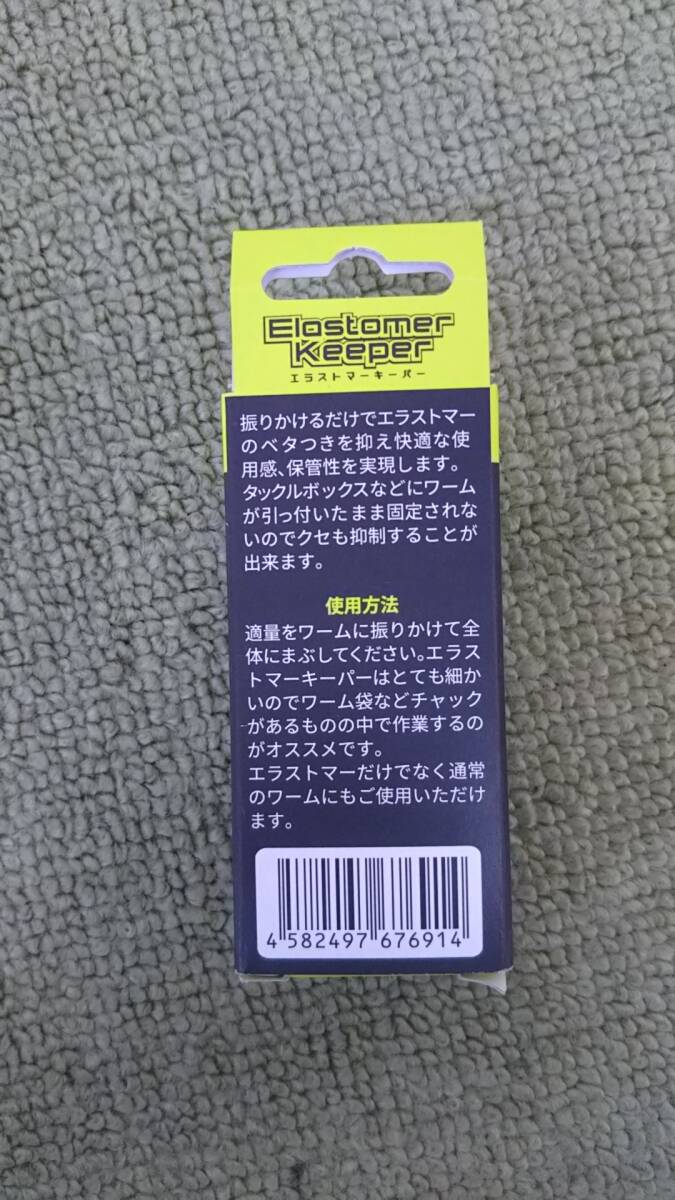 Elastomer
Keeper
エラストマーキーパー
振りかけるだけでエラストマー
のベタつきを抑え快適な使
用感、保管性を実現します。
タックルボックスなどにワーム
が引っ付いたまま固定されな
いのでクセも抑制することが
出来ます。
使用方法
適量をワームに振りかけて全
体にまぶしてください。エラス
トマーキーパーはとても細か
いのでワーム袋などチャック
があるものの中で作業するの
がオススメです。
エラストマーだけでなく通常
のワームにもご使用いただけ
ます。
4 582497 676914